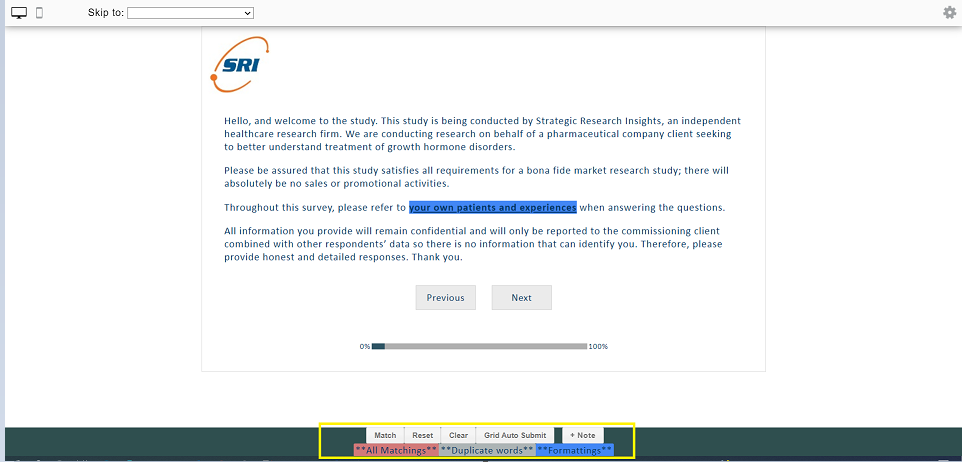 Skip to:
SRI
Hello, and welcome to the study. This study is being conducted by Strategic Research Insights, an independent
healthcare research firm. We are conducting research on behalf of a pharmaceutical company client seeking
to better understand treatment of growth hormone disorders.
Please be assured that this study satisfies all requirements for a bona fide market research study; there will
absolutely be no sales or promotional activities.
Throughout this survey, please refer to your own patients and experiences when answering the questions.
All information you provide will remain confidential and will only be reported to the commissioning client
combined with other respondents’ data so there is no information that can identify you. Therefore, please
provide honest and detailed responses. Thank you.
Previous Next
0% 100%
Match Reset Clear Grid Auto Submit + Note
**All Matchings** **Duplicate words** **Formattings**